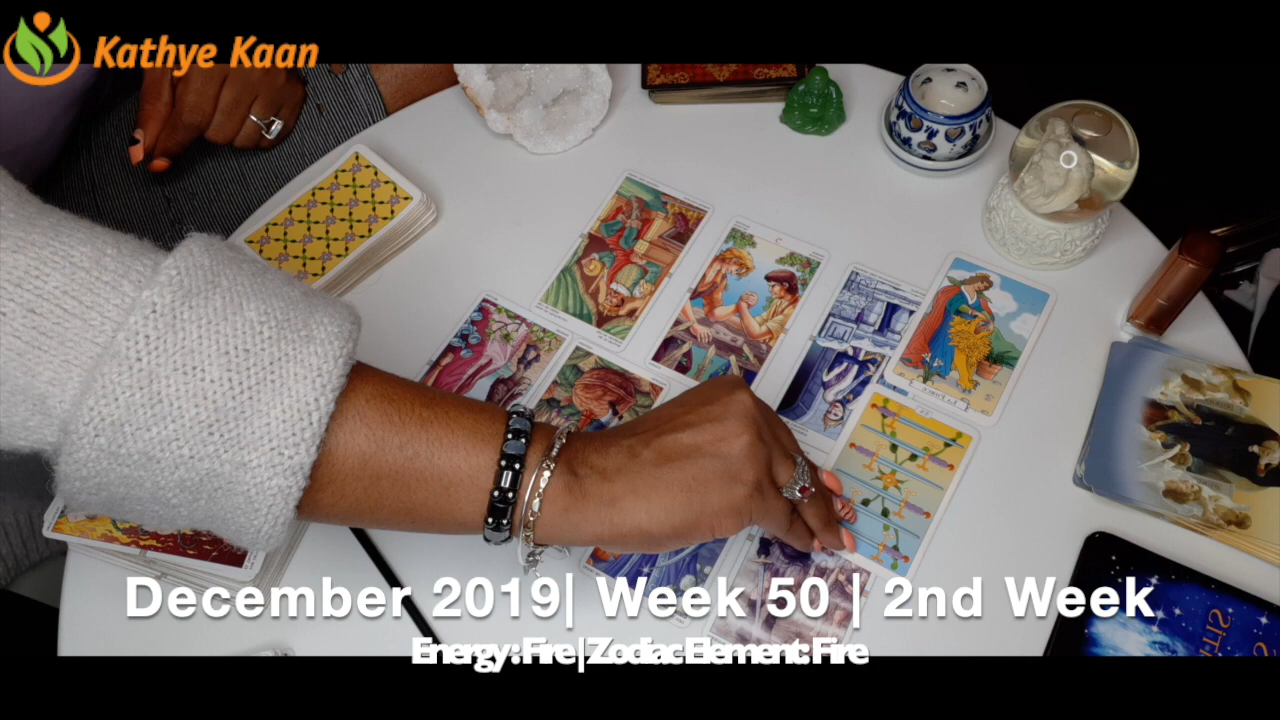 Kathye Kaan
December 2019| Week 50 | 2nd Week
Energy: Fire | Zodiac Element: Fire